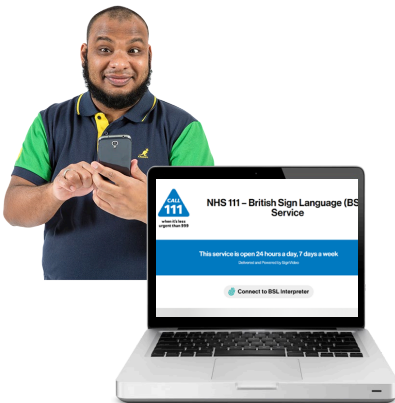 CALL
111
when it's less
urgent than 999
NHS 111 – British Sign Language (BS
Service
This service is open 24 hours a day, 7 days a week
Delivered and Powered by SignVideo
Connect to BSL Interpreter